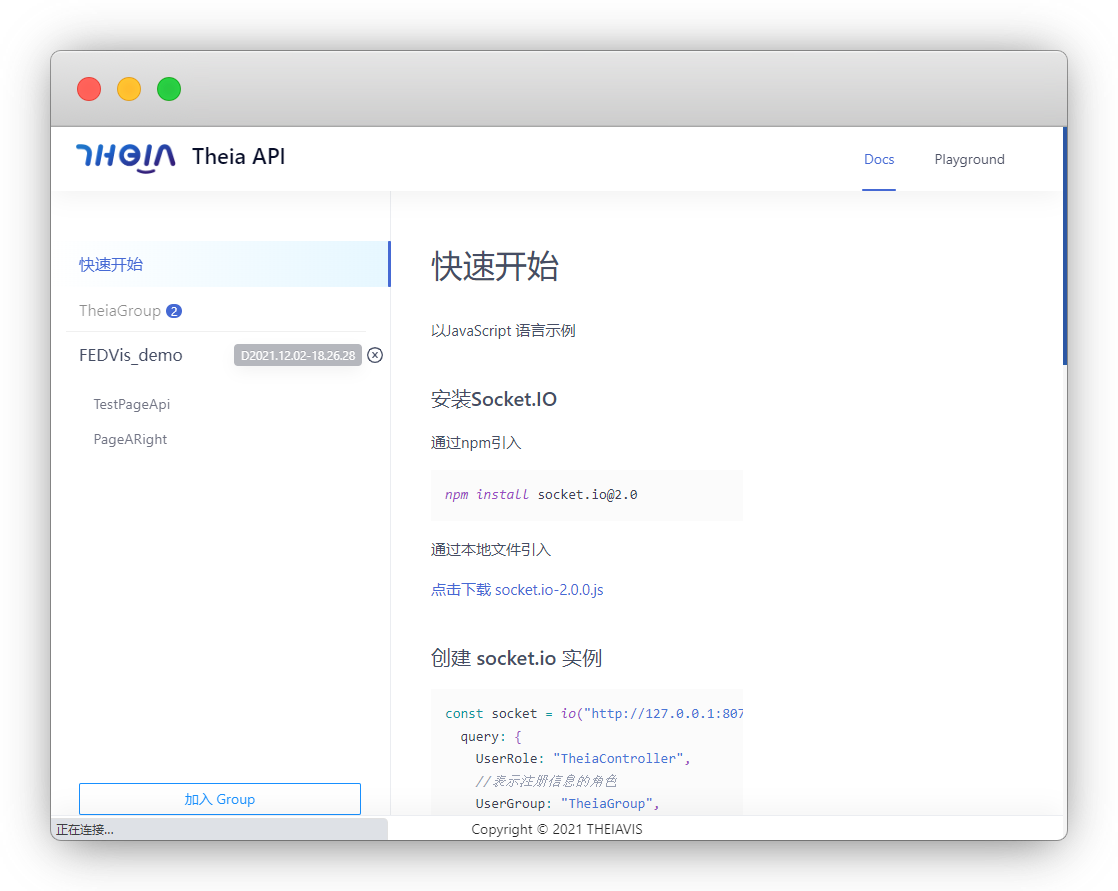 THEIA Theia API
Docs Playground
快速开始
TheiaGroup 2
FEDVis_demo D2021.12.02-18.26.28
TestPageApi
PageARight
加入 Group
正在连接...
快速开始
以JavaScript 语言示例
安装Socket.IO
通过npm引入
npm install socket.io@2.0
通过本地文件引入
点击下载 socket.io-2.0.0.js
创建 socket.io 实例
const socket = io("http://127.0.0.1:807
query: {
UserRole: "TheiaController",
//表示注册信息的角色
UserGroup: "TheiaGroup",
Copyright © 2021 THEIAVIS